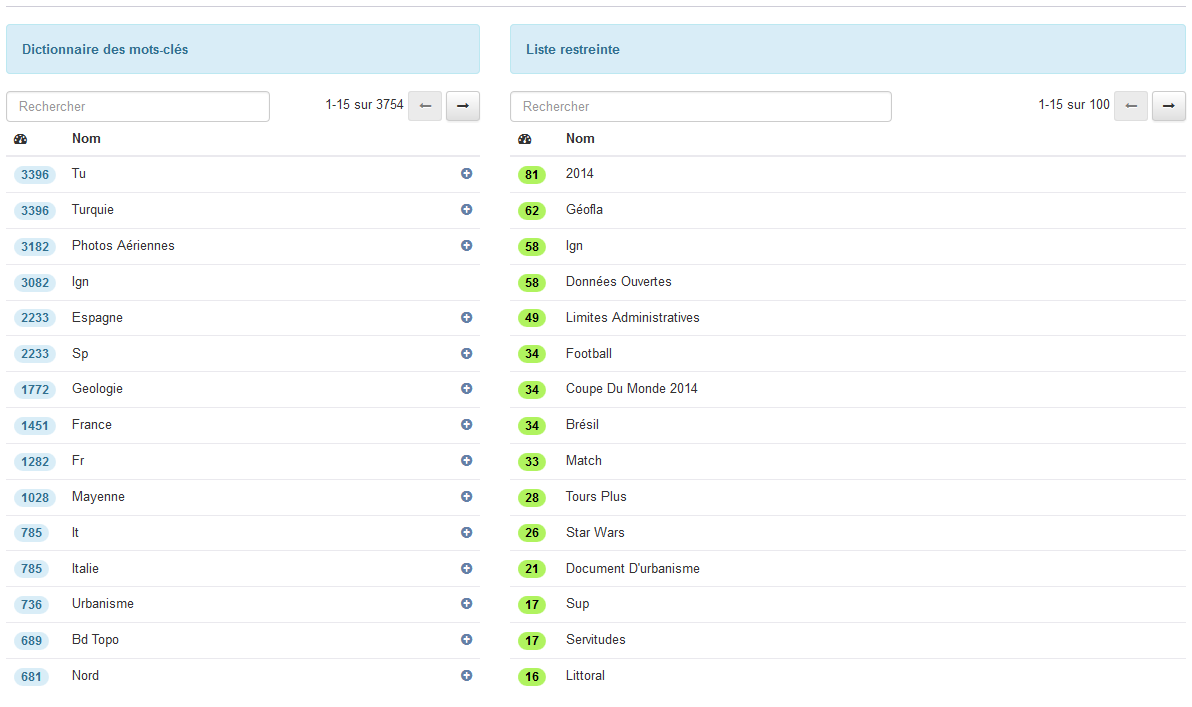 Dictionnaire des mots-clés
Rechercher
1-15 sur 3754 ← →
Nom
3396 Tu
3396 Turquie
3182 Photos Aériennes
3082 Ign
2233 Espagne
2233 Sp
1772 Geologie
1451 France
1282 Fr
1028 Mayenne
785 It
785 Italie
736 Urbanisme
689 Bd Topo
681 Nord
Liste restreinte
Rechercher
1-15 sur 100 ← →
Nom
81 2014
62 Géofla
58 Ign
58 Données Ouvertes
49 Limites Administratives
34 Football
34 Coupe Du Monde 2014
34 Brésil
33 Match
28 Tours Plus
26 Star Wars
21 Document D'urbanisme
17 Sup
17 Servitudes
16 Littoral